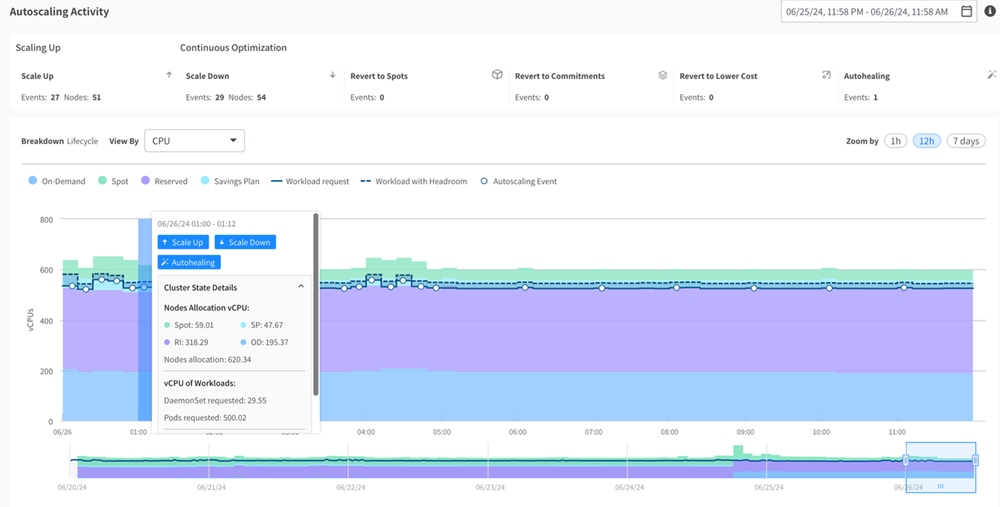 Autoscaling Activity
06/25/24, 11:58 PM - 06/26/24, 11:58 AM
Scaling Up
Continuous Optimization
Scale Up
Scale Down
Revert to Spots
Revert to Commitments
Revert to Lower Cost
Autohealing
Events: 27 Nodes: 51
Events: 29 Nodes: 54
Events: 0
Events: 0
Events: 0
Events: 1
Breakdown Lifecycle View By CPU
Zoom by 1h 12h 7 days
On-Demand Spot Reserved Savings Plan Workload request Workload with Headroom Autoscaling Event
800
600
400
200
0
vCPUs
06/26/24 01:00 - 01:12
Scale Up
Scale Down
Autohealing
Cluster State Details
Nodes Allocation vCPU:
Spot: 59.01 SP: 47.67
RI: 318.29 OD: 195.37
Nodes allocation: 620.34
vCPU of Workloads:
DaemonSet requested: 29.55
Pods requested: 500.02
06/26 01:00 04:00 05:00 06:00 07:00 08:00 09:00 10:00 11:00
06/20/24 06/21/24 06/22/24 06/23/24 06/24/24 06/25/24 06/26/24